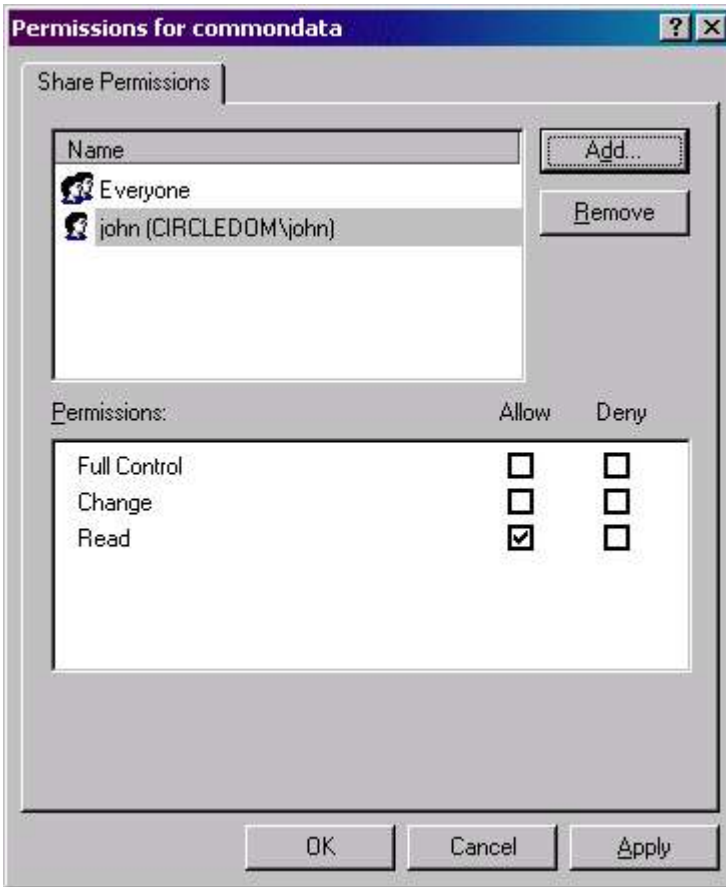 Permissions for commondata
Share Permissions
Name
Add...
Everyone
john (CIRCLEDOM\john)
Remove
Permissions: Allow Deny
Full Control
Change
Read
OK Cancel Apply